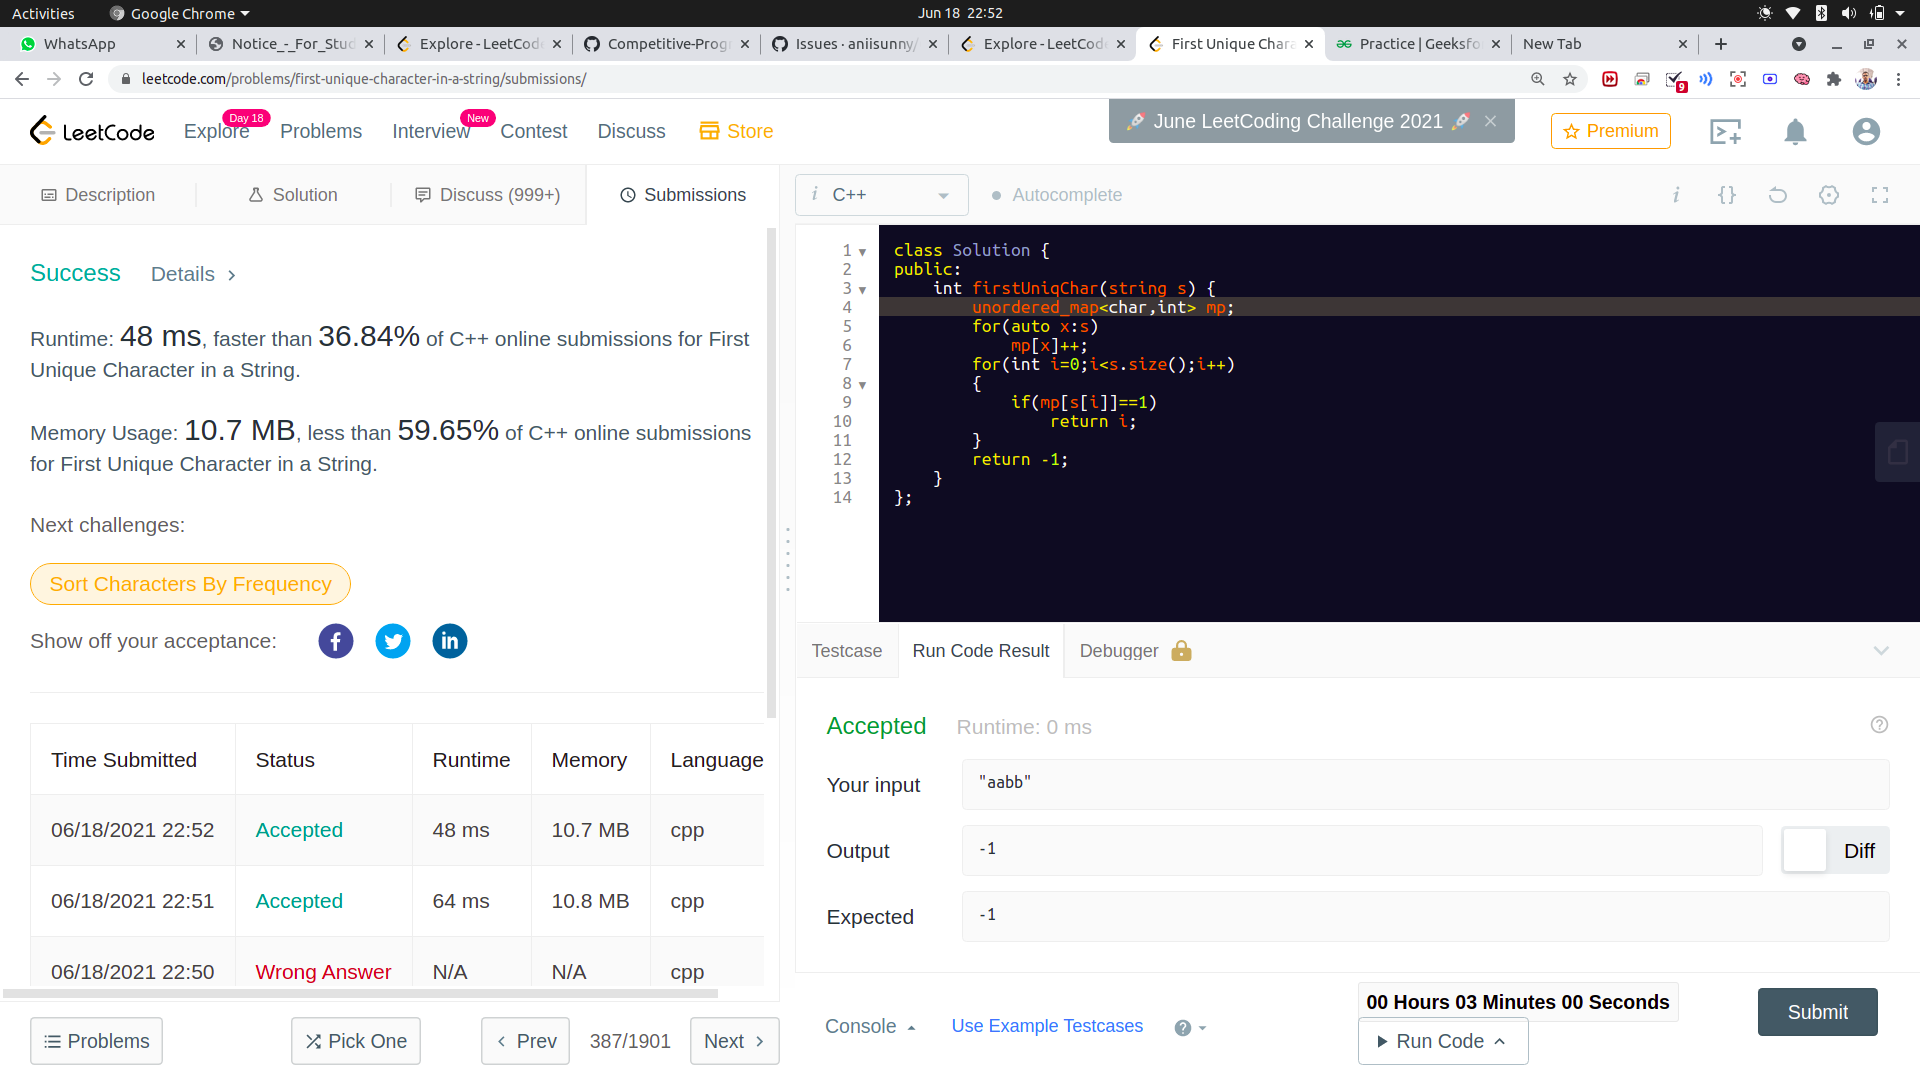 Activities
Google Chrome
Jun 18 22:52
WhatsApp
Notice_-_For_Stud
Explore - LeetCode
Competitive-Progr
Issues · aniisunny/
Explore - LeetCode
First Unique Chara
Practice | Geeksfo
New Tab
leetcode.com/problems/first-unique-character-in-a-string/submissions/
9
LeetCode
Explore
Day 18
Problems
Interview
New
Contest
Discuss
Store
June LeetCoding Challenge 2021
Premium
Description
Solution
Discuss (999+)
Submissions
i C++
Autocomplete
i {}
Success
Details
Runtime: 48 ms, faster than 36.84% of C++ online submissions for First
Unique Character in a String.
Memory Usage: 10.7 MB, less than 59.65% of C++ online submissions
for First Unique Character in a String.
Next challenges:
Sort Characters By Frequency
Show off your acceptance:
Time Submitted Status Runtime Memory Language
06/18/2021 22:52 Accepted 48 ms 10.7 MB cpp
06/18/2021 22:51 Accepted 64 ms 10.8 MB cpp
06/18/2021 22:50 Wrong Answer N/A N/A cpp
Problems
Pick One
Prev
387/1901
Next
1 class Solution {
2 public:
3 int firstUniqChar(string s) {
4 unordered_map<char,int> mp;
5 for(auto x:s)
6 mp[x]++;
7 for(int i=0;i<s.size();i++)
8 {
9 if(mp[s[i]]==1)
10 return i;
11 }
12 return -1;
13 }
14 };
Testcase
Run Code Result
Debugger
Accepted
Runtime: 0 ms
Your input
"aabb"
Output
-1
Diff
Expected
-1
Console
Use Example Testcases
00 Hours 03 Minutes 00 Seconds
Run Code
Submit